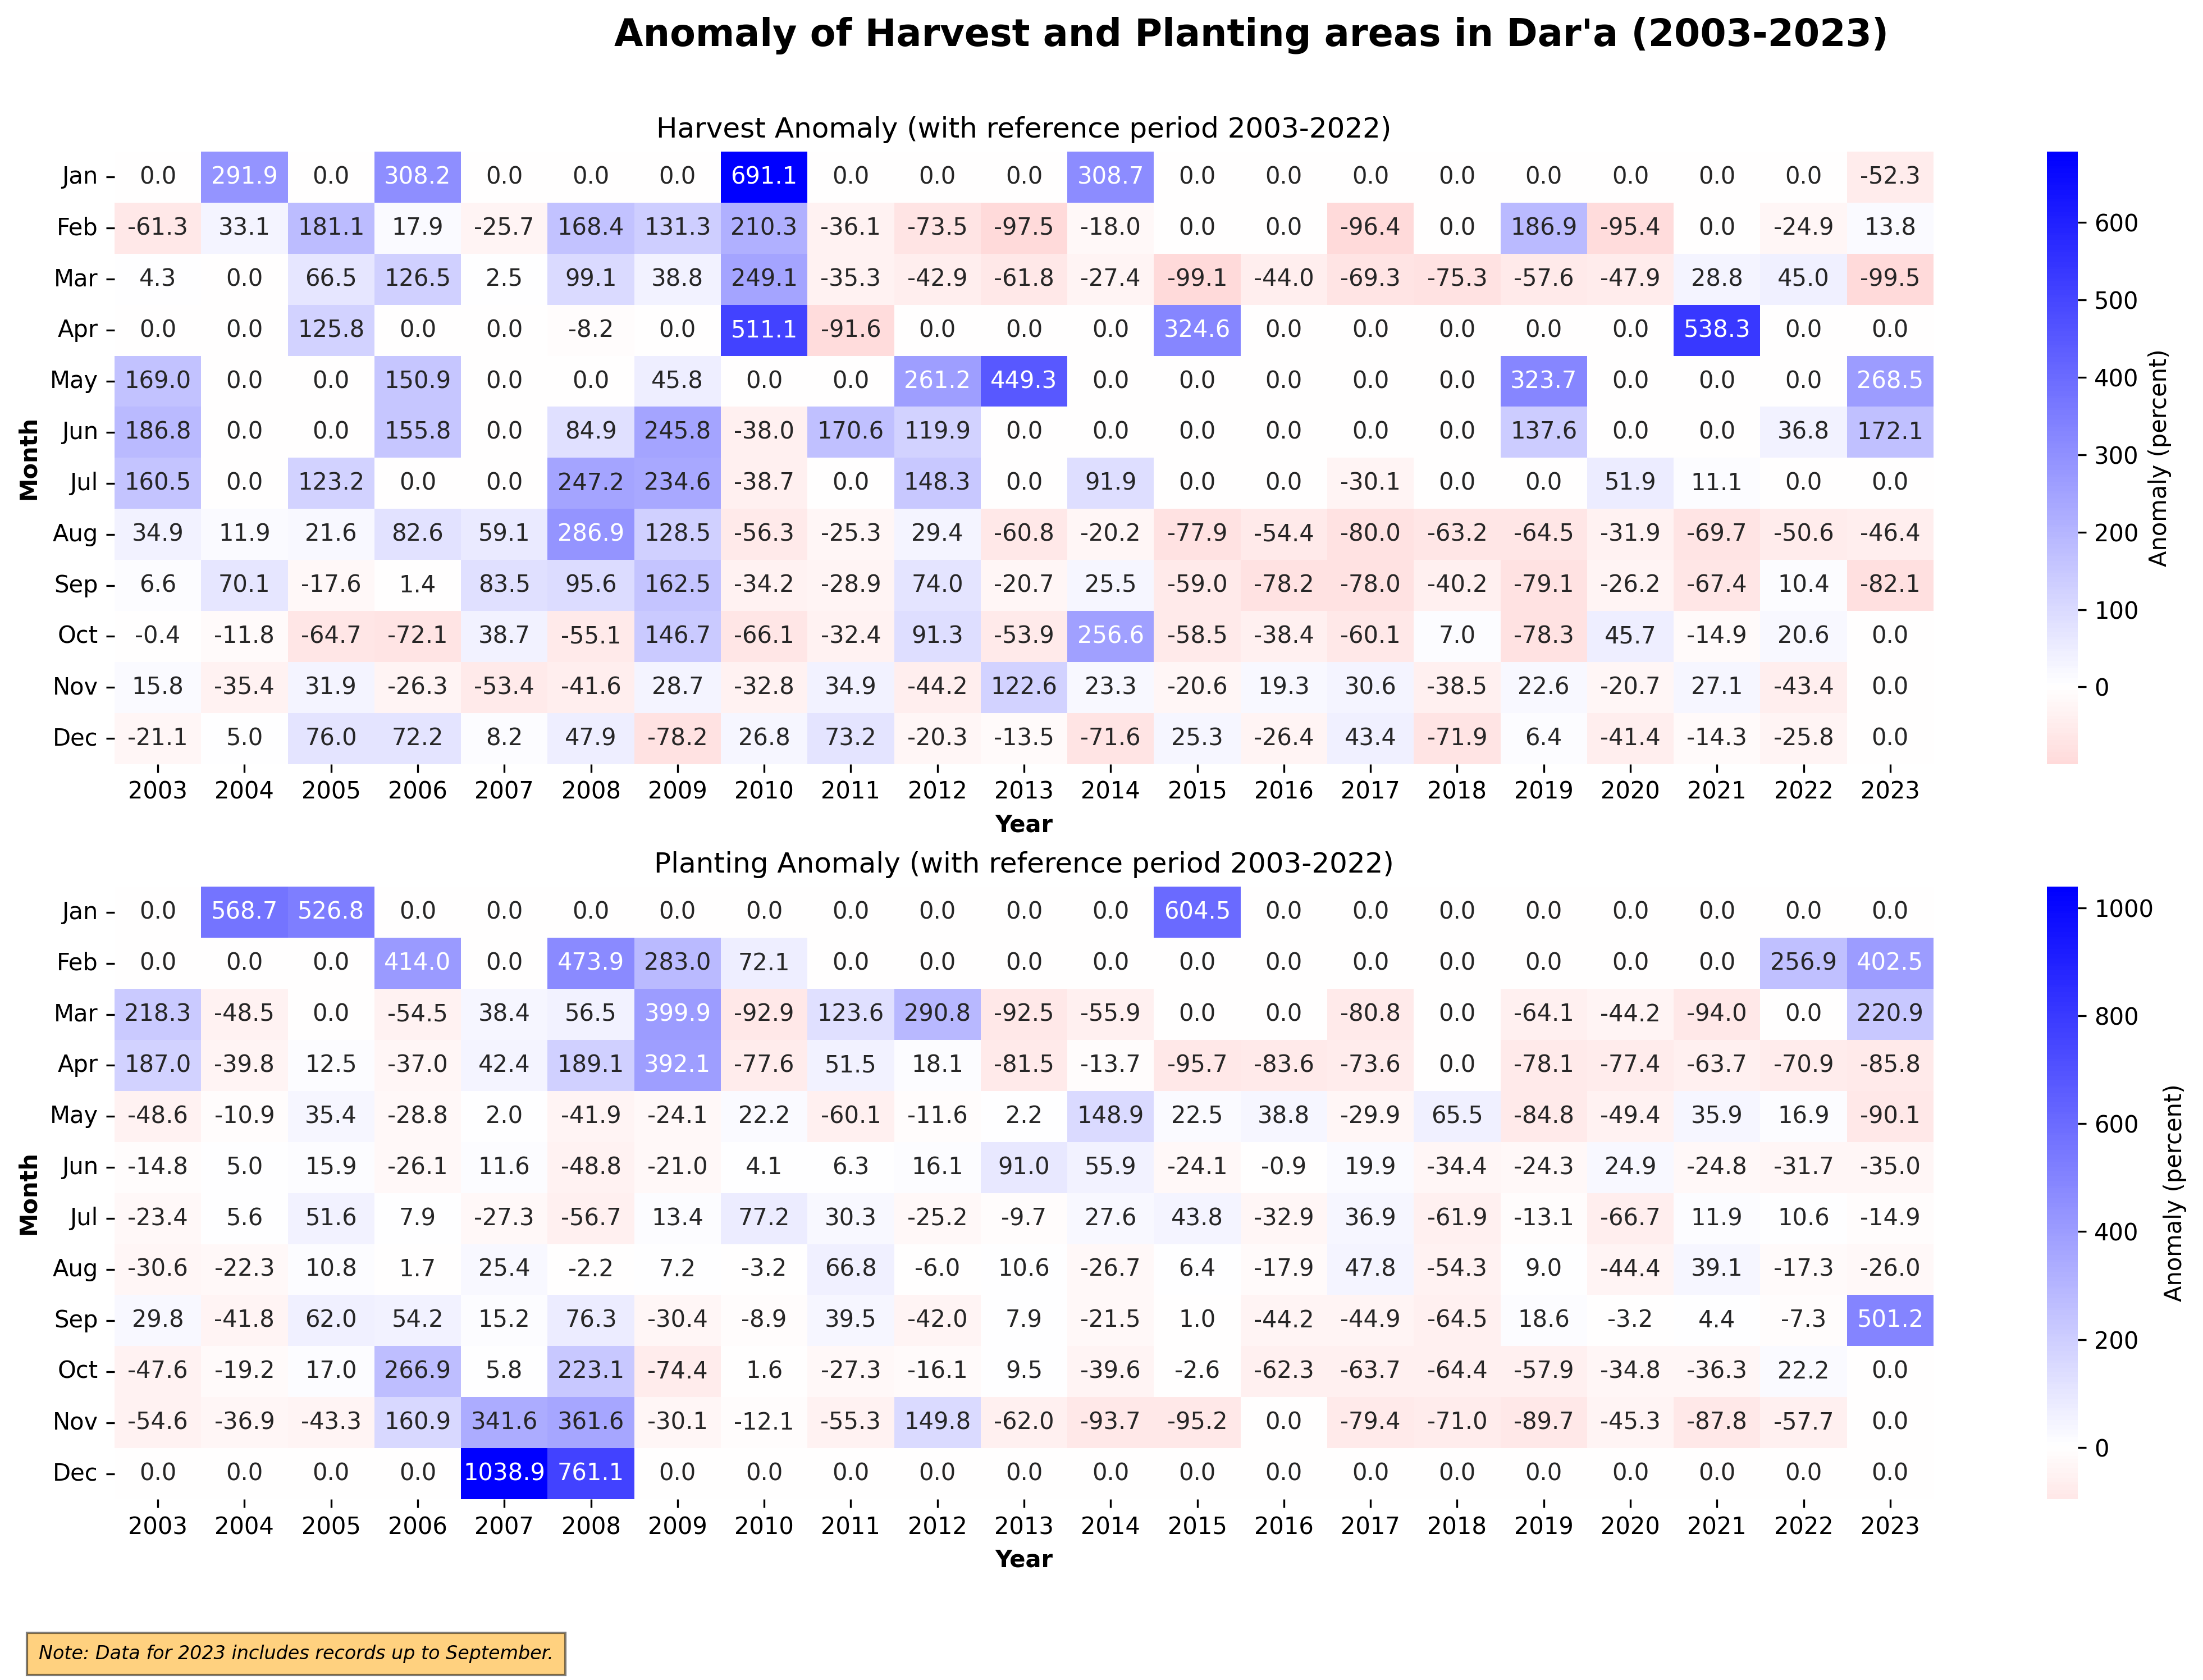 Anomaly of Harvest and Planting areas in Dar'a (2003-2023)
Harvest Anomaly (with reference period 2003-2022)
Jan 0.0 291.9 0.0 308.2 0.0 0.0 0.0 691.1 0.0 0.0 0.0 308.7 0.0 0.0 0.0 0.0 0.0 0.0 0.0 0.0 -52.3
Feb -61.3 33.1 181.1 17.9 -25.7 168.4 131.3 210.3 -36.1 -73.5 -97.5 -18.0 0.0 0.0 -96.4 0.0 186.9 -95.4 0.0 -24.9 13.8
Mar 4.3 0.0 66.5 126.5 2.5 99.1 38.8 249.1 -35.3 -42.9 -61.8 -27.4 -99.1 -44.0 -69.3 -75.3 -57.6 -47.9 28.8 45.0 -99.5
Apr 0.0 0.0 125.8 0.0 0.0 -8.2 0.0 511.1 -91.6 0.0 0.0 0.0 324.6 0.0 0.0 0.0 0.0 0.0 538.3 0.0 0.0
May 169.0 0.0 0.0 150.9 0.0 0.0 45.8 0.0 0.0 261.2 449.3 0.0 0.0 0.0 0.0 0.0 323.7 0.0 0.0 0.0 268.5
Jun 186.8 0.0 0.0 155.8 0.0 84.9 245.8 -38.0 170.6 119.9 0.0 0.0 0.0 0.0 0.0 0.0 137.6 0.0 0.0 36.8 172.1
Jul 160.5 0.0 123.2 0.0 0.0 247.2 234.6 -38.7 0.0 148.3 0.0 91.9 0.0 0.0 -30.1 0.0 0.0 51.9 11.1 0.0 0.0
Aug 34.9 11.9 21.6 82.6 59.1 286.9 128.5 -56.3 -25.3 29.4 -60.8 -20.2 -77.9 -54.4 -80.0 -63.2 -64.5 -31.9 -69.7 -50.6 -46.4
Sep 6.6 70.1 -17.6 1.4 83.5 95.6 162.5 -34.2 -28.9 74.0 -20.7 25.5 -59.0 -78.2 -78.0 -40.2 -79.1 -26.2 -67.4 10.4 -82.1
Oct -0.4 -11.8 -64.7 -72.1 38.7 -55.1 146.7 -66.1 -32.4 91.3 -53.9 256.6 -58.5 -38.4 -60.1 7.0 -78.3 45.7 -14.9 20.6 0.0
Nov 15.8 -35.4 31.9 -26.3 -53.4 -41.6 28.7 -32.8 34.9 -44.2 122.6 23.3 -20.6 19.3 30.6 -38.5 22.6 -20.7 27.1 -43.4 0.0
Dec -21.1 5.0 76.0 72.2 8.2 47.9 -78.2 26.8 73.2 -20.3 -13.5 -71.6 25.3 -26.4 43.4 -71.9 6.4 -41.4 -14.3 -25.8 0.0
2003 2004 2005 2006 2007 2008 2009 2010 2011 2012 2013 2014 2015 2016 2017 2018 2019 2020 2021 2022 2023
Year
Month
600
500
400
300
200
100
0
Anomaly (percent)
Planting Anomaly (with reference period 2003-2022)
Jan 0.0 568.7 526.8 0.0 0.0 0.0 0.0 0.0 0.0 0.0 0.0 0.0 604.5 0.0 0.0 0.0 0.0 0.0 0.0 0.0 0.0
Feb 0.0 0.0 0.0 414.0 0.0 473.9 283.0 72.1 0.0 0.0 0.0 0.0 0.0 0.0 0.0 0.0 0.0 0.0 0.0 256.9 402.5
Mar 218.3 -48.5 0.0 -54.5 38.4 56.5 399.9 -92.9 123.6 290.8 -92.5 -55.9 0.0 0.0 -80.8 0.0 -64.1 -44.2 -94.0 0.0 220.9
Apr 187.0 -39.8 12.5 -37.0 42.4 189.1 392.1 -77.6 51.5 18.1 -81.5 -13.7 -95.7 -83.6 -73.6 0.0 -78.1 -77.4 -63.7 -70.9 -85.8
May -48.6 -10.9 35.4 -28.8 2.0 -41.9 -24.1 22.2 -60.1 -11.6 2.2 148.9 22.5 38.8 -29.9 65.5 -84.8 -49.4 35.9 16.9 -90.1
Jun -14.8 5.0 15.9 -26.1 11.6 -48.8 -21.0 4.1 6.3 16.1 91.0 55.9 -24.1 -0.9 19.9 -34.4 -24.3 24.9 -24.8 -31.7 -35.0
Jul -23.4 5.6 51.6 7.9 -27.3 -56.7 13.4 77.2 30.3 -25.2 -9.7 27.6 43.8 -32.9 36.9 -61.9 -13.1 -66.7 11.9 10.6 -14.9
Aug -30.6 -22.3 10.8 1.7 25.4 -2.2 7.2 -3.2 66.8 -6.0 10.6 -26.7 6.4 -17.9 47.8 -54.3 9.0 -44.4 39.1 -17.3 -26.0
Sep 29.8 -41.8 62.0 54.2 15.2 76.3 -30.4 -8.9 39.5 -42.0 7.9 -21.5 1.0 -44.2 -44.9 -64.5 18.6 -3.2 4.4 -7.3 501.2
Oct -47.6 -19.2 17.0 266.9 5.8 223.1 -74.4 1.6 -27.3 -16.1 9.5 -39.6 -2.6 -62.3 -63.7 -64.4 -57.9 -34.8 -36.3 22.2 0.0
Nov -54.6 -36.9 -43.3 160.9 341.6 361.6 -30.1 -12.1 -55.3 149.8 -62.0 -93.7 -95.2 0.0 -79.4 -71.0 -89.7 -45.3 -87.8 -57.7 0.0
Dec 0.0 0.0 0.0 0.0 1038.9 761.1 0.0 0.0 0.0 0.0 0.0 0.0 0.0 0.0 0.0 0.0 0.0 0.0 0.0 0.0 0.0
2003 2004 2005 2006 2007 2008 2009 2010 2011 2012 2013 2014 2015 2016 2017 2018 2019 2020 2021 2022 2023
Year
Month
1000
800
600
400
200
0
Anomaly (percent)
Note: Data for 2023 includes records up to September.